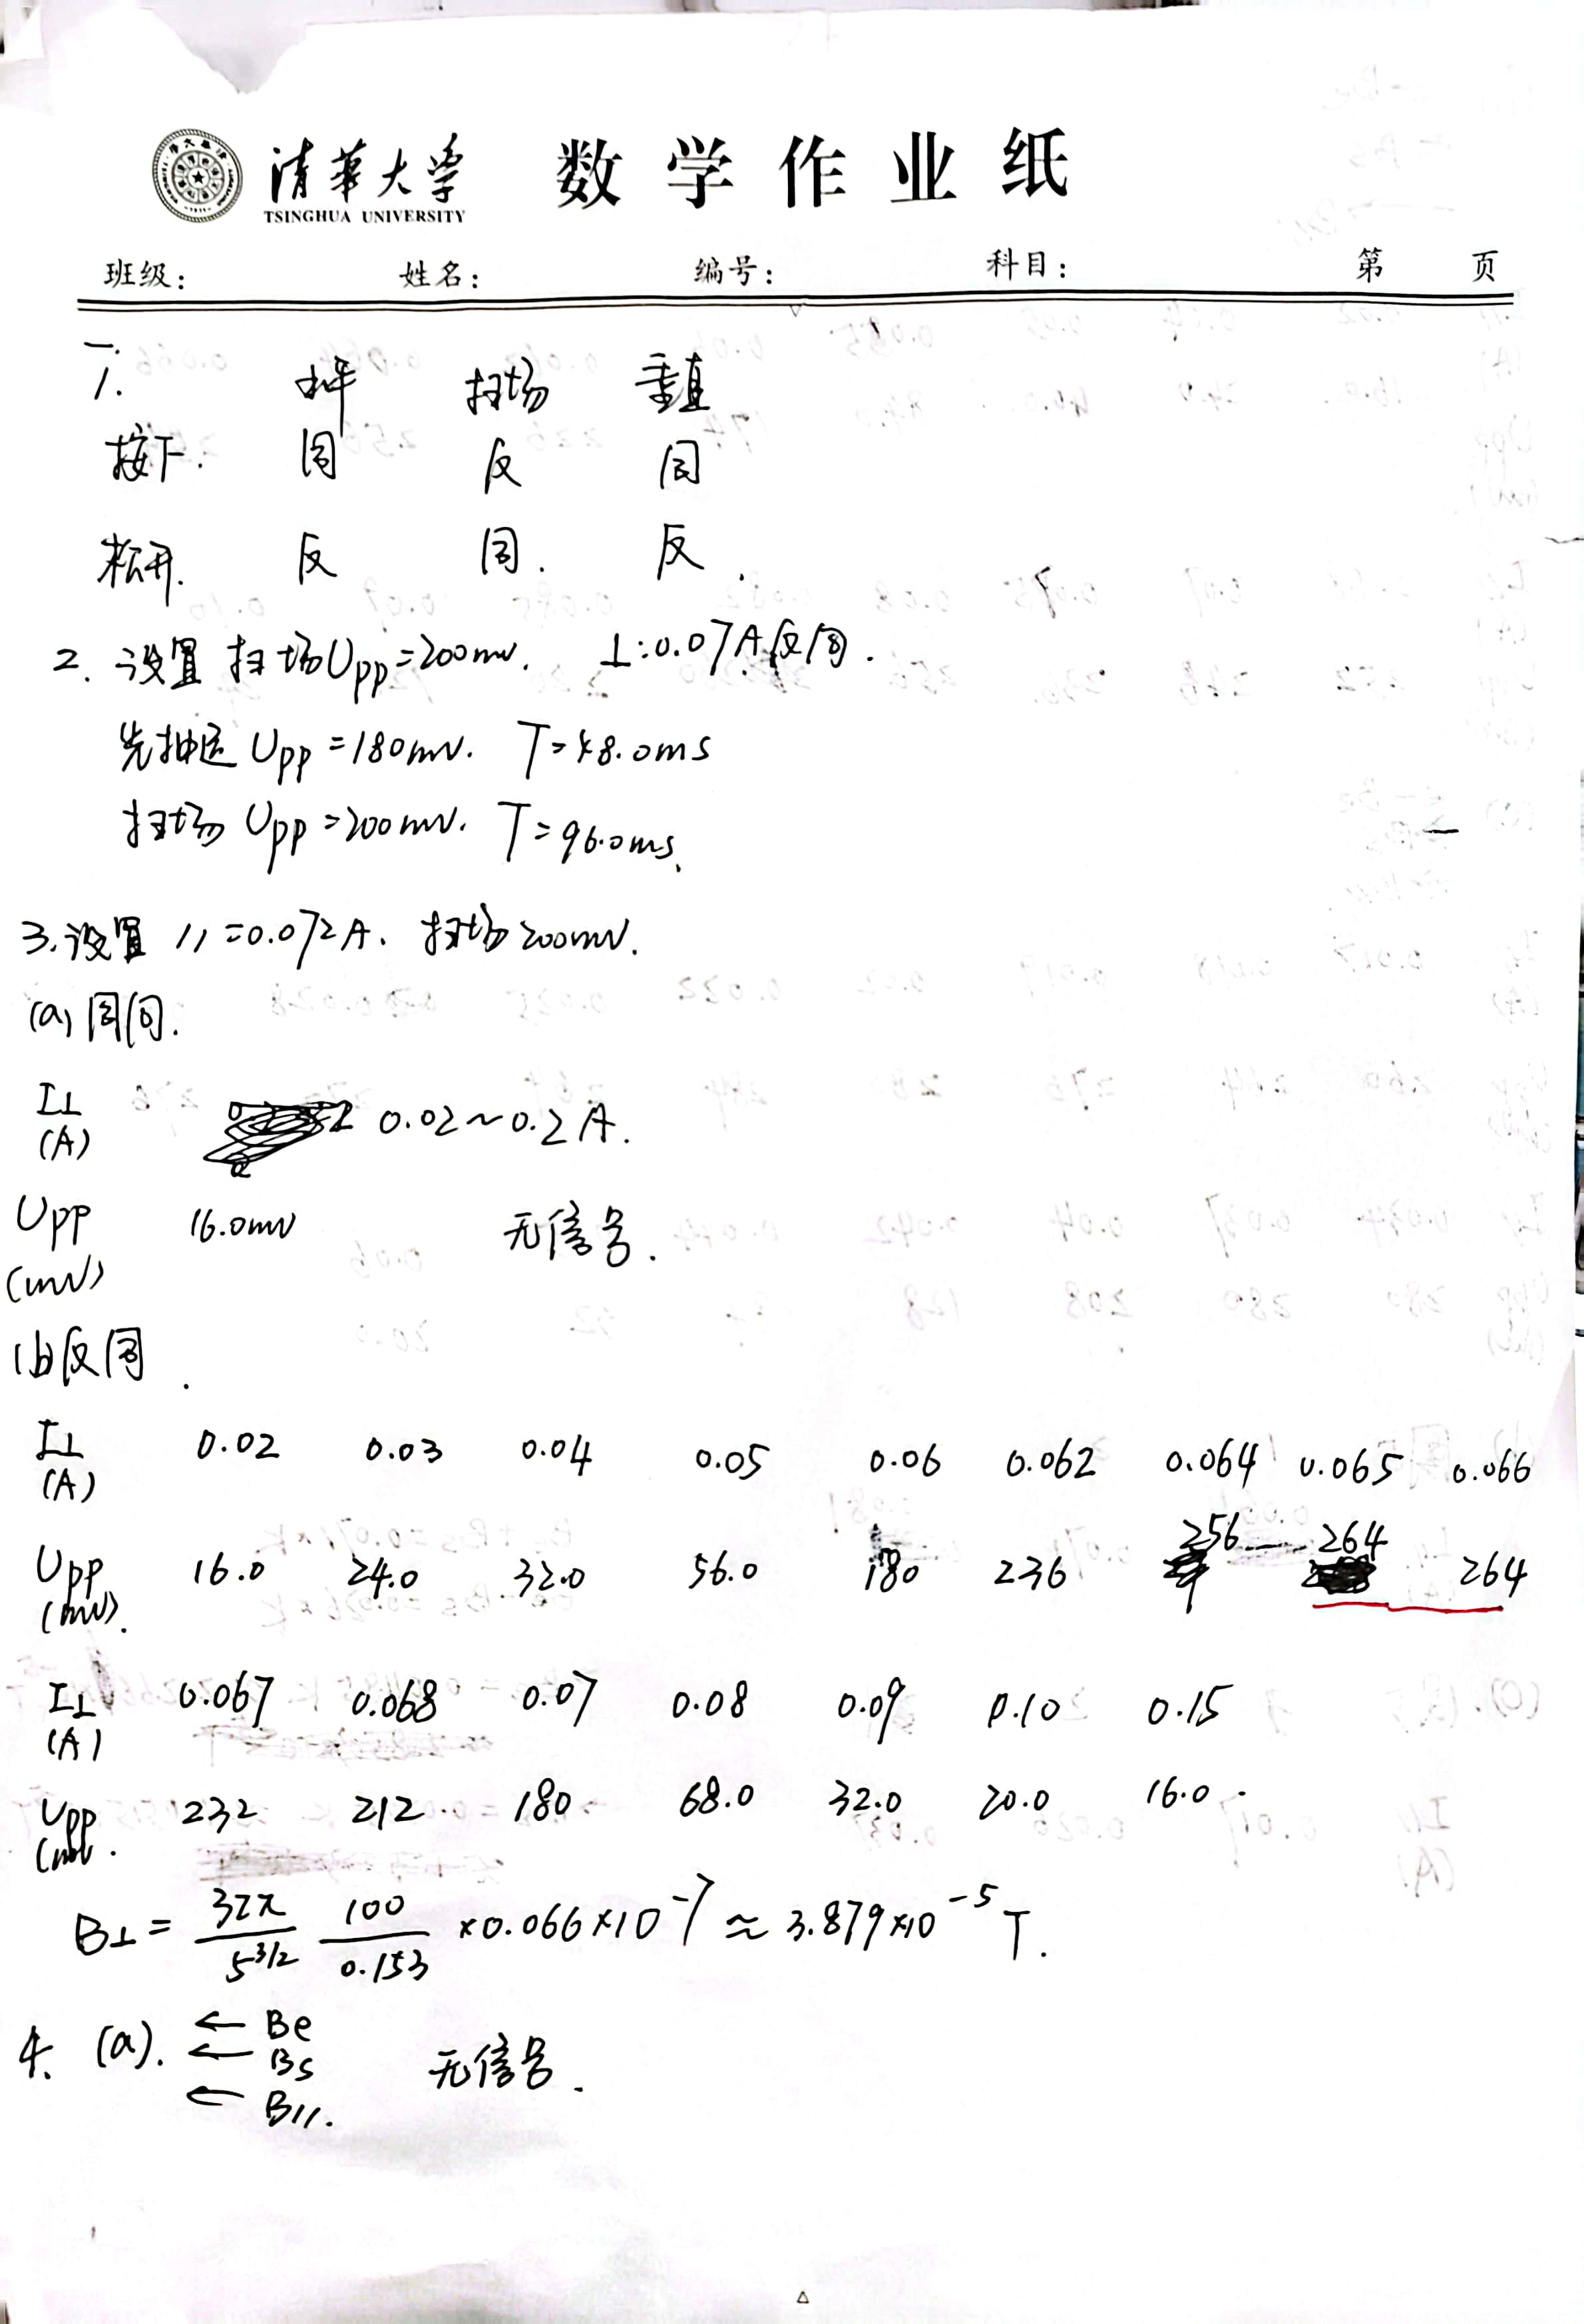 清華大学 数学作业纸
TSINGHUA UNIVERSITY
班级: 姓名: 编号: 科目: 第 页
一.
1. 水平 扫场 垂直
按下. 同 反 同
松开. 反 同. 反.
2. 设置 扫场Upp=200mv. ⊥:0.07A 反向.
光抽运 Upp=180mv. T=48.0ms
扫场 Upp=200mv. T=96.0ms.
3. 设置 //=0.072A. 扫场200mv.
(a) 同向.
I⊥ (A) 0.02~0.2A.
Upp (mv) 16.0mv 无信号.
(b) 反向.
I⊥ (A) 0.02 0.03 0.04 0.05 0.06 0.062 0.064 0.065 0.066
Upp (mv). 16.0 24.0 32.0 56.0 180 236 256 264 264
I⊥ (A) 0.067 0.068 0.07 0.08 0.09 0.10 0.15
Upp (mv. 232 212 180 68.0 32.0 20.0 16.0
B⊥ = 32π/5^3/2 100/0.153 ×0.066×10^-7 ≈ 3.879×10^-5 T.
4. (a). ← Be
← Bs 无信号.
← B//.